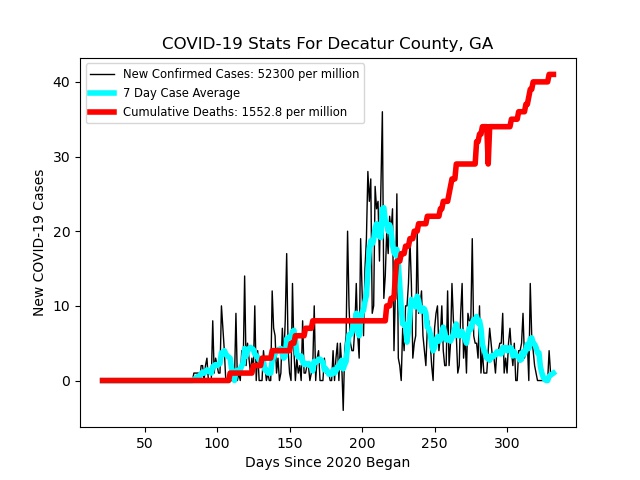 COVID-19 Stats For Decatur County, GA
New Confirmed Cases: 52300 per million
7 Day Case Average
Cumulative Deaths: 1552.8 per million
New COVID-19 Cases
40
30
20
10
0
50 100 150 200 250 300
Days Since 2020 Began